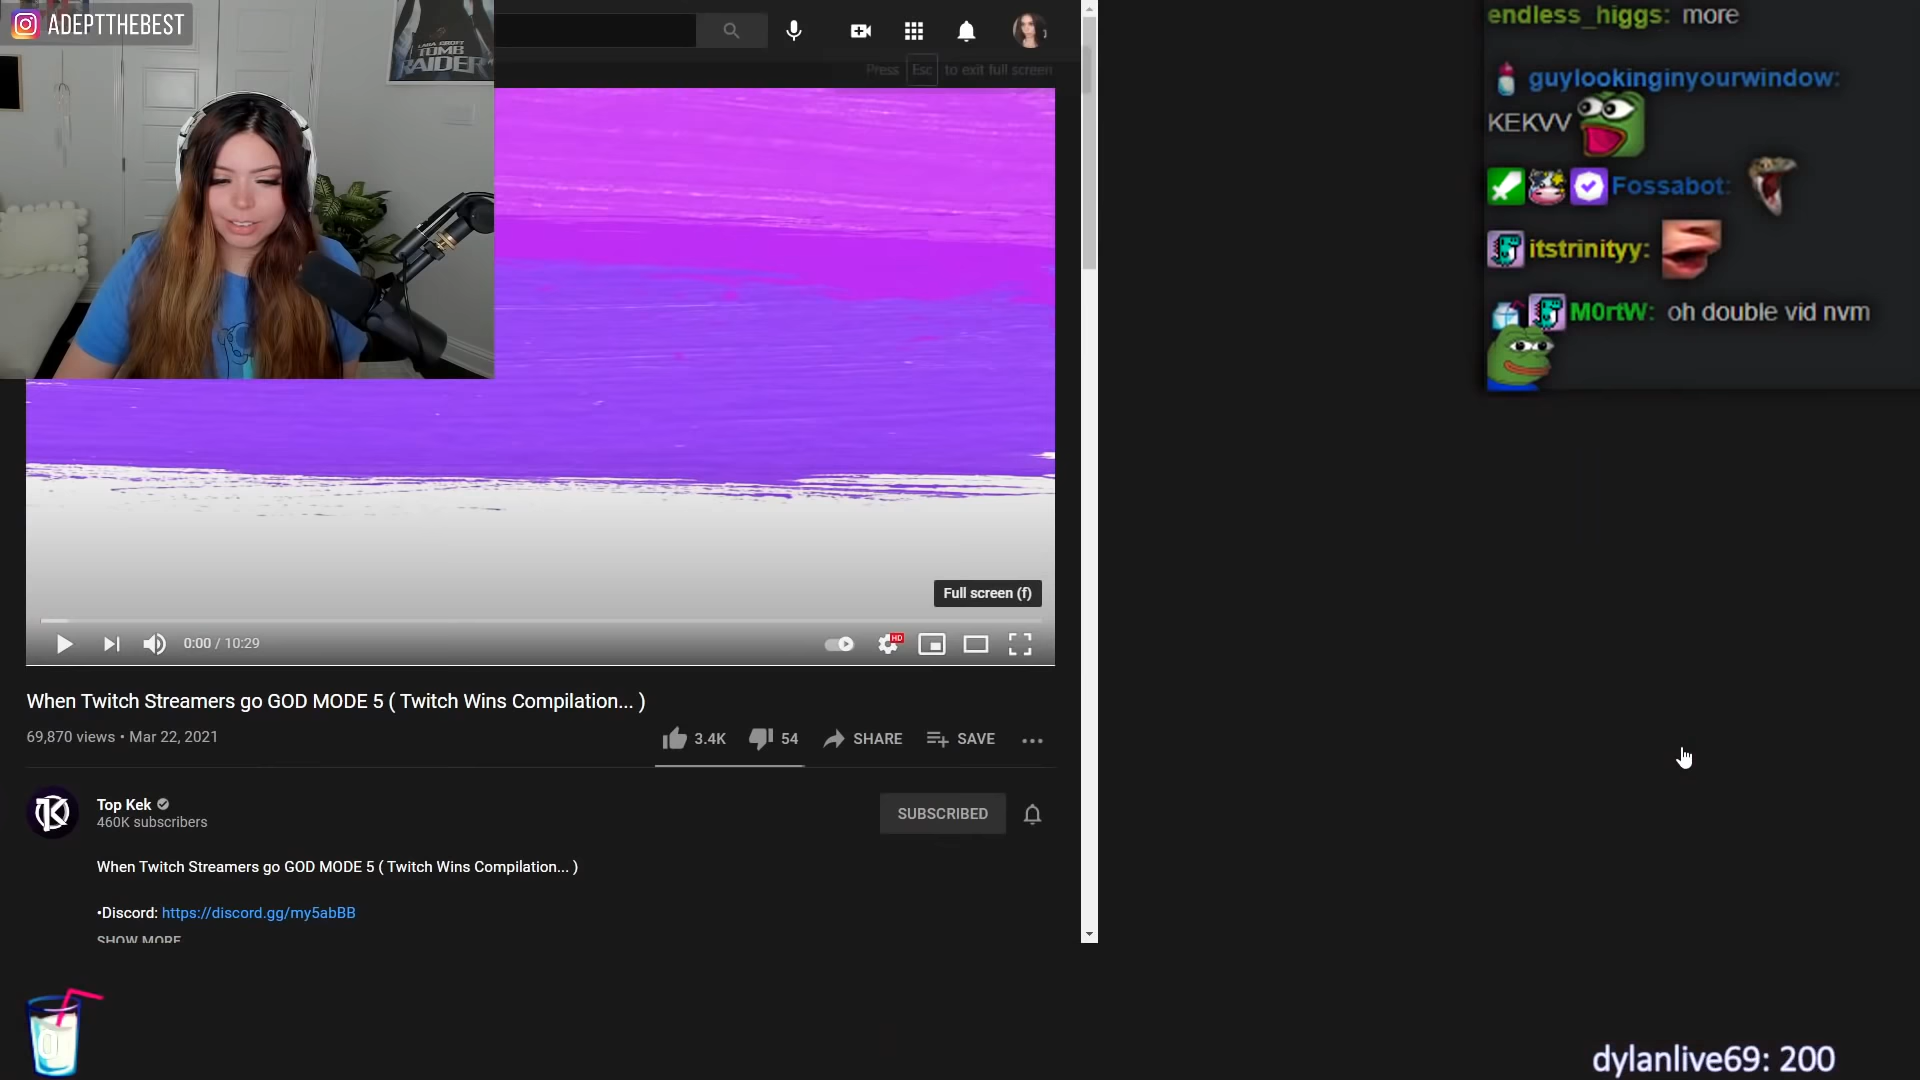 ADEPTTHEBEST
LARA CROFT
TOMB
RAIDER
Press Esc to exit full screen
Full screen (f)
0:00 / 10:29
HD
When Twitch Streamers go GOD MODE 5 ( Twitch Wins Compilation... )
69,870 views • Mar 22, 2021
3.4K
54
SHARE
SAVE
Top Kek
460K subscribers
SUBSCRIBED
When Twitch Streamers go GOD MODE 5 ( Twitch Wins Compilation... )
•Discord: https://discord.gg/my5abBB
SHOW MORE
endless_higgs: more
guylookinginyourwindow:
KEKVV
Fossabot:
itstrinityy:
M0rtW: oh double vid nvm
dylanlive69: 200